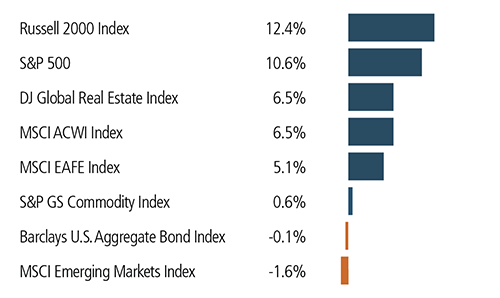 Russell 2000 Index 12.4%
S&P 500 10.6%
DJ Global Real Estate Index 6.5%
MSCI ACWI Index 6.5%
MSCI EAFE Index 5.1%
S&P GS Commodity Index 0.6%
Barclays U.S. Aggregate Bond Index -0.1%
MSCI Emerging Markets Index -1.6%